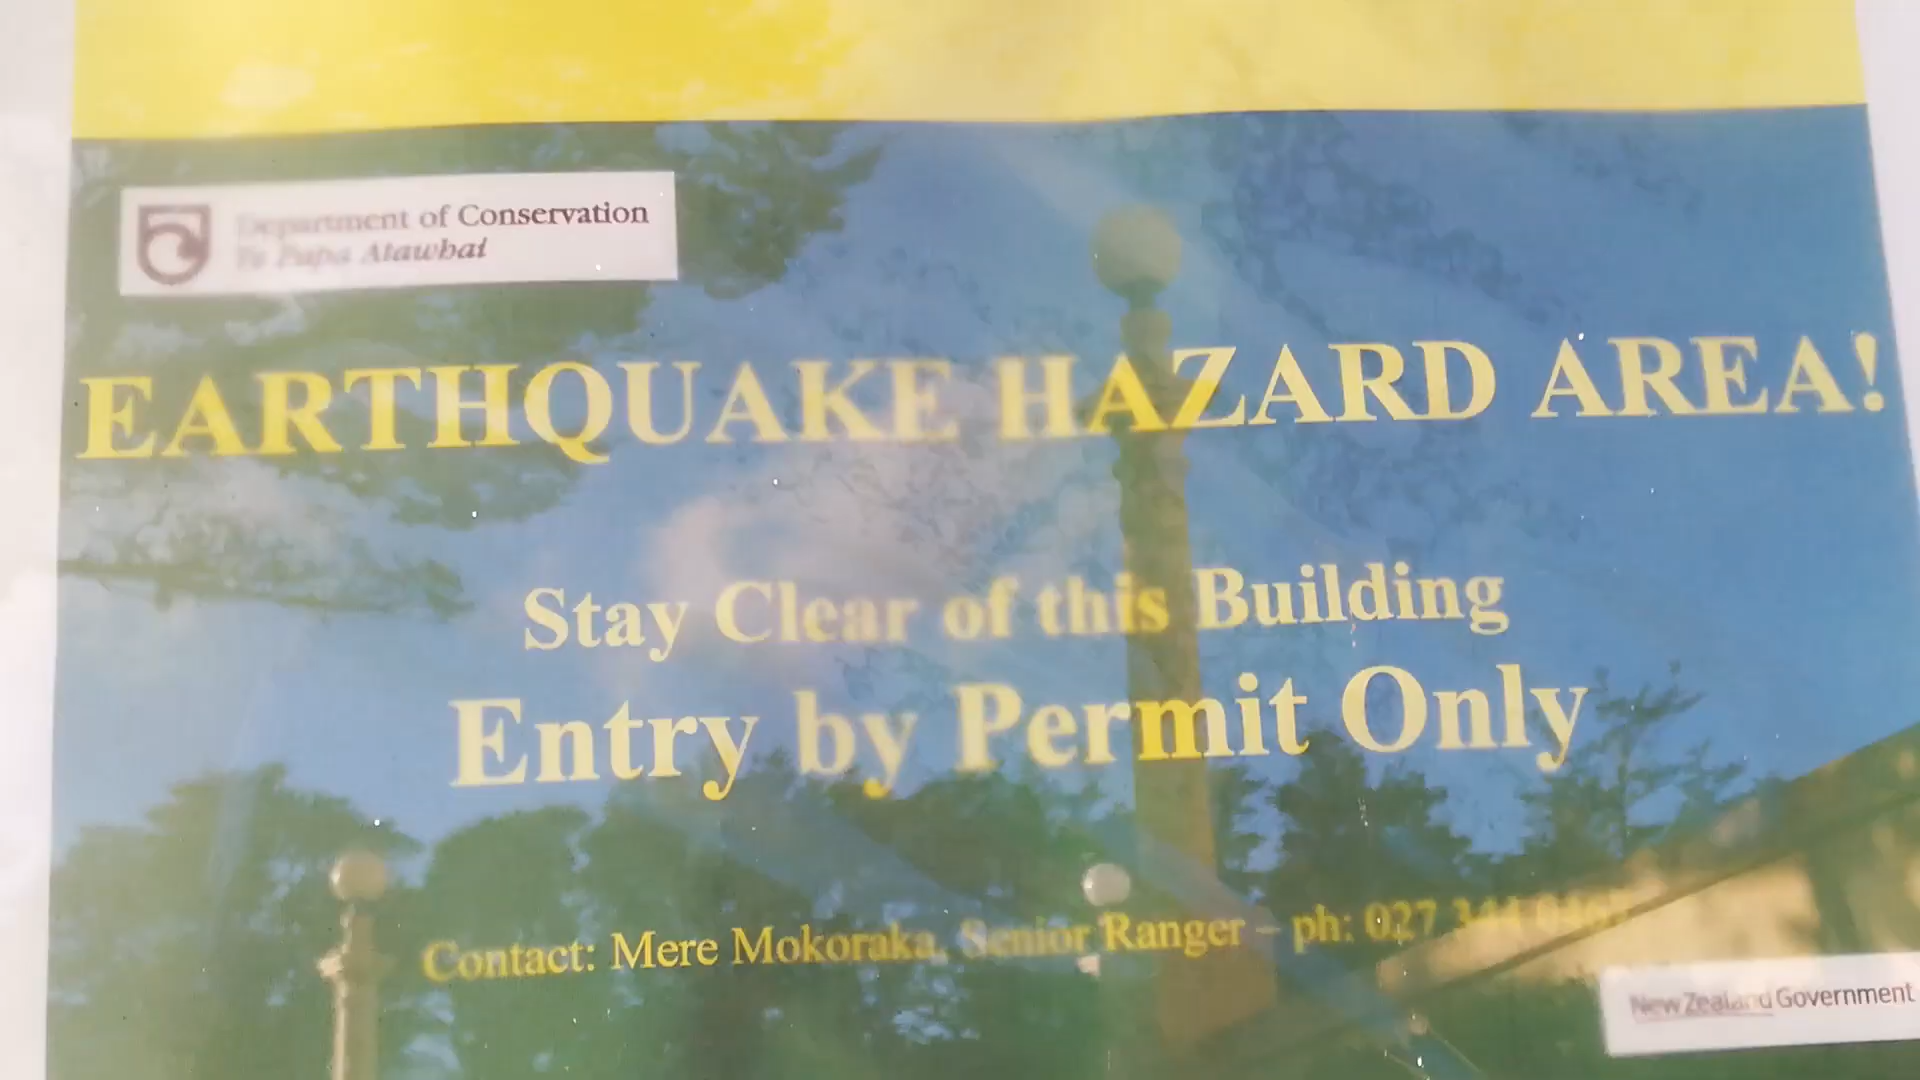 Department of Conservation
Te Papa Atawhai
EARTHQUAKE HAZARD AREA!
Stay Clear of this Building
Entry by Permit Only
Contact: Mere Mokoraka, Senior Ranger – ph: 027 344
New Zealand Government